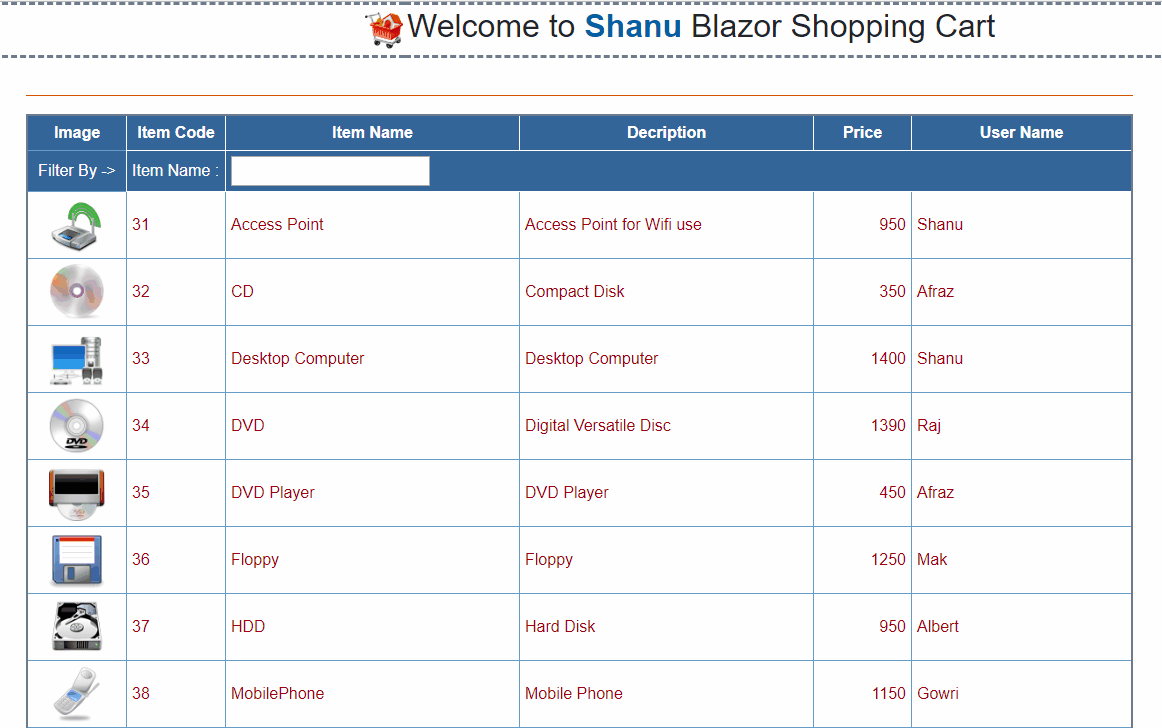 Welcome to Shanu Blazor Shopping Cart
Image Item Code Item Name Decription Price User Name
Filter By -> Item Name :
31 Access Point Access Point for Wifi use 950 Shanu
32 CD Compact Disk 350 Afraz
33 Desktop Computer Desktop Computer 1400 Shanu
DVD 34 DVD Digital Versatile Disc 1390 Raj
35 DVD Player DVD Player 450 Afraz
36 Floppy Floppy 1250 Mak
37 HDD Hard Disk 950 Albert
38 MobilePhone Mobile Phone 1150 Gowri